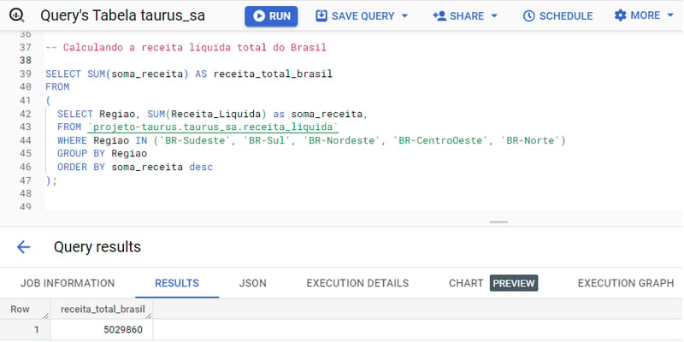 Query's Tabela taurus_sa RUN SAVE QUERY SHARE SCHEDULE MORE
36
37 -- Calculando a receita liquida total do Brasil
38
39 SELECT SUM(soma_receita) AS receita_total_brasil
40 FROM
41 (
42 SELECT Regiao, SUM(Receita_Liquida) as soma_receita,
43 FROM `projeto-taurus.taurus_sa.receita_liquida`
44 WHERE Regiao IN ('BR-Sudeste', 'BR-Sul', 'BR-Nordeste', 'BR-CentroOeste', 'BR-Norte')
45 GROUP BY Regiao
46 ORDER BY soma_receita desc
47 );
48
49
Query results
JOB INFORMATION RESULTS JSON EXECUTION DETAILS CHART PREVIEW EXECUTION GRAPH
Row receita_total_brasil
1 5029860